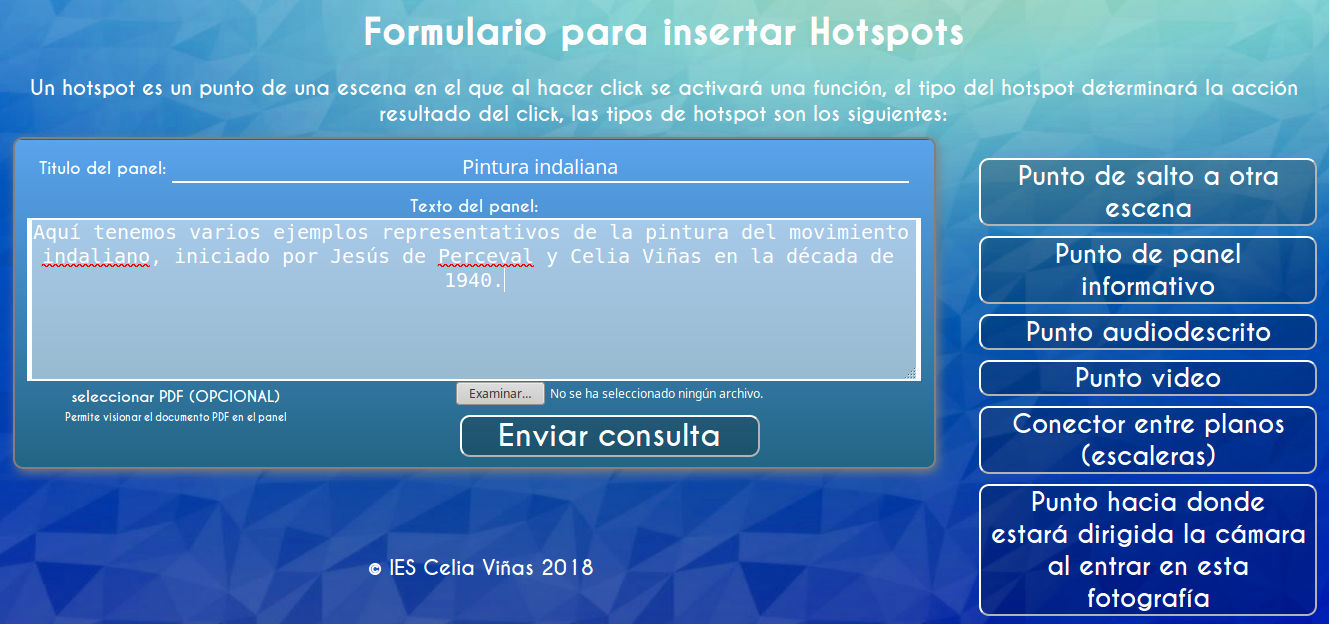 Formulario para insertar Hotspots
Un hotspot es un punto de una escena en el que al hacer click se activará una función, el tipo del hotspot determinará la acción
resultado del click, las tipos de hotspot son los siguientes:
Titulo del panel: Pintura indaliana
Texto del panel:
Aquí tenemos varios ejemplos representativos de la pintura del movimiento
indaliano, iniciado por Jesús de Perceval y Celia Viñas en la década de
1940.
seleccionar PDF (OPCIONAL)
Permite visionar el documento PDF en el panel
Examinar... No se ha seleccionado ningún archivo.
Enviar consulta
Punto de salto a otra
escena
Punto de panel
informativo
Punto audiodescrito
Punto video
Conector entre planos
(escaleras)
Punto hacia donde
estará dirigida la cámara
al entrar en esta
fotografía
© IES Celia Viñas 2018